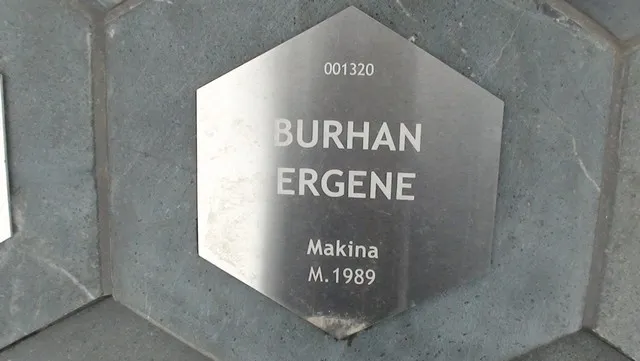 001320
BURHAN
ERGENE
Makina
M.1989